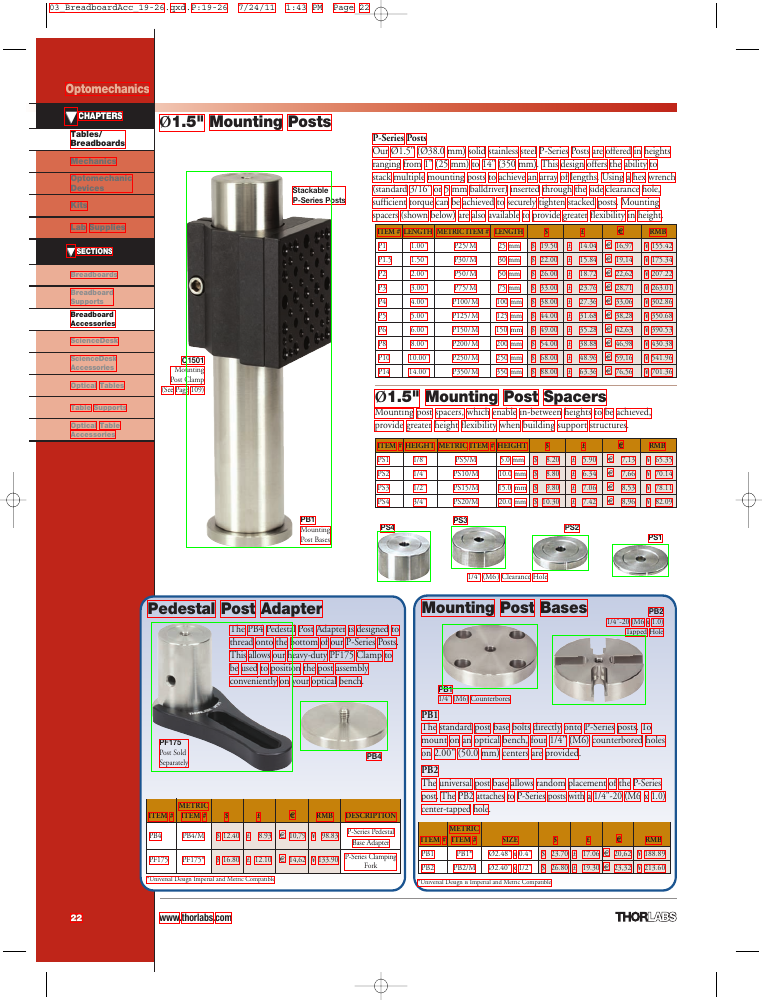 03 BreadboardAcc 19-26.qxd.P:19-26 7/24/11 1:43 PM Page 22
Optomechanics
CHAPTERS
Tables/
Breadboards
Mechanics
Optomechanic
Devices
Kits
Lab Supplies
SECTIONS
Breadboards
Breadboard
Supports
Breadboard
Accessories
ScienceDesk
ScienceDesk
Accessories
Optical Tables
Table Supports
Optical Table
Accessories
Ø1.5" Mounting Posts
Stackable
P-Series Posts
C1501
Mounting
Post Clamp
(See Page 109)
PB1
Mounting
Post Bases
P-Series Posts
Our Ø1.5" (Ø38.0 mm) solid stainless steel P-Series Posts are offered in heights
ranging from 1" (25 mm) to 14" (350 mm). This design offers the ability to
stack multiple mounting posts to achieve an array of lengths. Using a hex wrench
(standard 3/16" or 5 mm balldriver) inserted through the side clearance hole,
sufficient torque can be achieved to securely tighten stacked posts. Mounting
spacers (shown below) are also available to provide greater flexibility in height.
ITEM # LENGTH METRIC ITEM # LENGTH $ £ € RMB
P1 1.00" P25/M 25 mm $ 19.50 £ 14.04 € 16,97 ¥ 155.42
P1.5 1.50" P30/M 30 mm $ 22.00 £ 15.84 € 19,14 ¥ 175.34
P2 2.00" P50/M 50 mm $ 26.00 £ 18.72 € 22,62 ¥ 207.22
P3 3.00" P75/M 75 mm $ 33.00 £ 23.76 € 28,71 ¥ 263.01
P4 4.00" P100/M 100 mm $ 38.00 £ 27.36 € 33,06 ¥ 302.86
P5 5.00" P125/M 125 mm $ 44.00 £ 31.68 € 38,28 ¥ 350.68
P6 6.00" P150/M 150 mm $ 49.00 £ 35.28 € 42,63 ¥ 390.53
P8 8.00" P200/M 200 mm $ 54.00 £ 38.88 € 46,98 ¥ 430.38
P10 10.00" P250/M 250 mm $ 68.00 £ 48.96 € 59,16 ¥ 541.96
P14 14.00" P350/M 350 mm $ 88.00 £ 63.36 € 76,56 ¥ 701.36
Ø1.5" Mounting Post Spacers
Mounting post spacers, which enable in-between heights to be achieved,
provide greater height flexibility when building support structures.
ITEM # HEIGHT METRIC ITEM # HEIGHT $ £ € RMB
PS1 1/8" PS5/M 5.0 mm $ 8.20 £ 5.90 € 7,13 ¥ 65.35
PS2 1/4" PS10/M 10.0 mm $ 8.80 £ 6.34 € 7,66 ¥ 70.14
PS3 1/2" PS15/M 15.0 mm $ 9.80 £ 7.06 € 8,53 ¥ 78.11
PS4 3/4" PS20/M 20.0 mm $ 10.30 £ 7.42 € 8,96 ¥ 82.09
PS4
PS3
PS2
PS1
1/4" (M6) Clearance Hole
Pedestal Post Adapter
The PB4 Pedestal Post Adapter is designed to
thread onto the bottom of our P-Series Posts.
This allows our heavy-duty PF175 Clamp to
be used to position the post assembly
conveniently on your optical bench.
PF175
Post Sold
Separately
PB4
METRIC
ITEM # ITEM # $ £ € RMB DESCRIPTION
PB4 PB4/M $ 12.40 £ 8.93 € 10,79 ¥ 98.83 P-Series Pedestal
Base Adapter
PF175 PF175* $ 16.80 £ 12.10 € 14,62 ¥ 133.90 P-Series Clamping
Fork
*Universal Design Imperial and Metric Compatible
Mounting Post Bases
PB2
1/4"-20 (M6 x 1.0)
Tapped Hole
PB1
1/4" (M6) Counterbores
PB1
The standard post base bolts directly onto P-Series posts. To
mount on an optical bench, four 1/4" (M6) counterbored holes
on 2.00" (50.0 mm) centers are provided.
PB2
The universal post base allows random placement of the P-Series
post. The PB2 attaches to P-Series posts with a 1/4"-20 (M6 x 1.0)
center-tapped hole.
METRIC
ITEM # ITEM # SIZE $ £ € RMB
PB1 PB1* Ø2.48" x 0.4" $ 23.70 £ 17.06 € 20,62 ¥ 188.89
PB2 PB2/M Ø2.40" x 1/2" $ 26.80 £ 19.30 € 23,32 ¥ 213.60
*Universal Design is Imperial and Metric Compatible
22
www.thorlabs.com
THORLABS